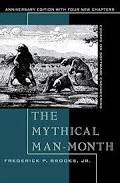 ANNIVERSARY EDITION WITH FOUR NEW CHAPTERS
THE
MYTHICAL
MAN-MONTH
FREDERICK P. BROOKS, JR.
ESSAYS ON SOFTWARE ENGINEERING